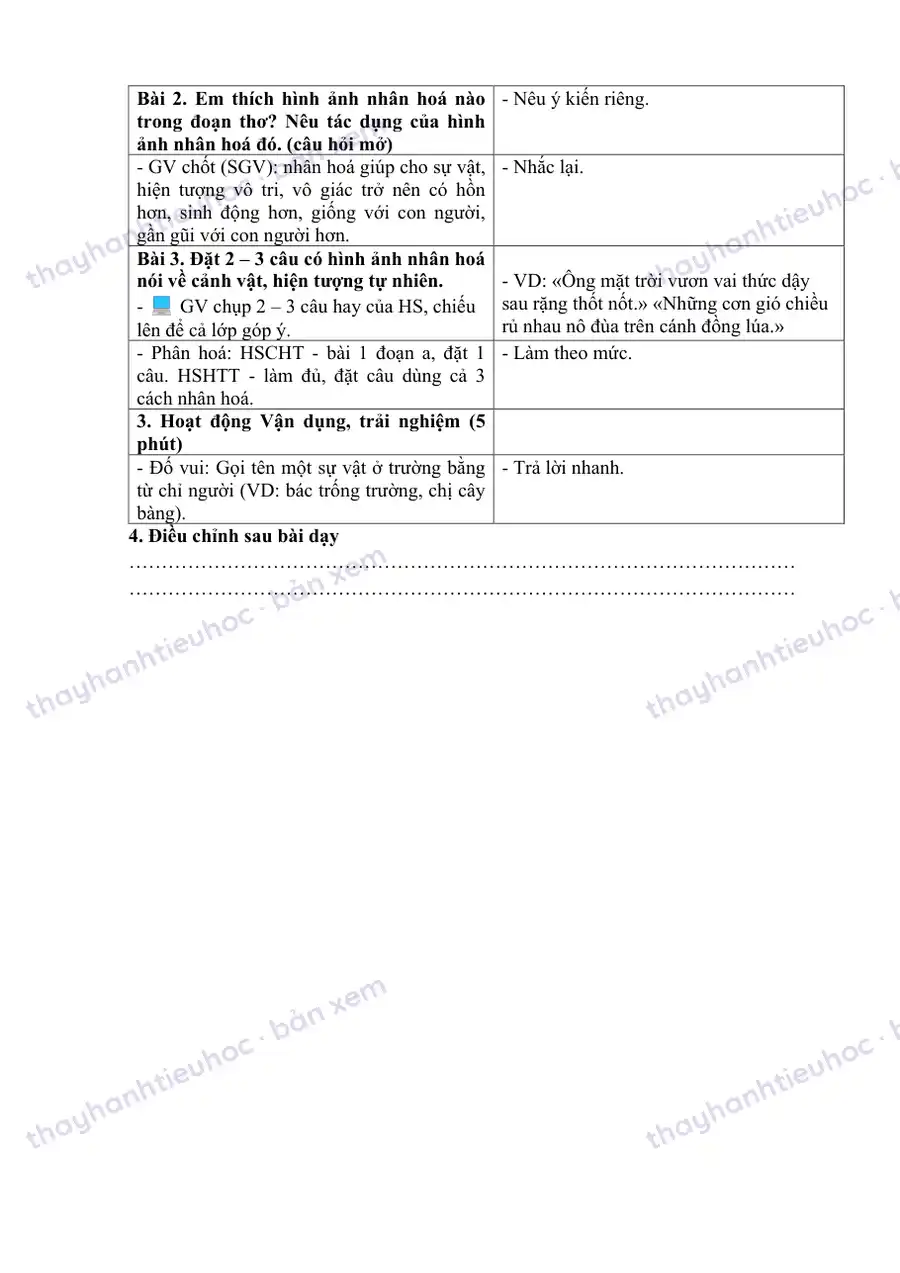 Bài 2. Em thích hình ảnh nhân hoá nào
trong đoạn thơ? Nêu tác dụng của hình
ảnh nhân hoá đó. (câu hỏi mở)
- Nêu ý kiến riêng.
- GV chốt (SGV): nhân hoá giúp cho sự vật,
hiện tượng vô tri, vô giác trở nên có hồn
hơn, sinh động hơn, giống với con người,
gần gũi với con người hơn.
- Nhắc lại.
Bài 3. Đặt 2 – 3 câu có hình ảnh nhân hoá
nói về cảnh vật, hiện tượng tự nhiên.
- 💻 GV chụp 2 – 3 câu hay của HS, chiếu
lên để cả lớp góp ý.
- VD: «Ông mặt trời vươn vai thức dậy
sau rặng thốt nốt.» «Những cơn gió chiều
rủ nhau nô đùa trên cánh đồng lúa.»
- Phân hoá: HSCHT - bài 1 đoạn a, đặt 1
câu. HSHTT - làm đủ, đặt câu dùng cả 3
cách nhân hoá.
- Làm theo mức.
3. Hoạt động Vận dụng, trải nghiệm (5
phút)
- Đố vui: Gọi tên một sự vật ở trường bằng
từ chỉ người (VD: bác trống trường, chị cây
bàng).
- Trả lời nhanh.
4. Điều chỉnh sau bài dạy
……………………………………………………………………………………
……………………………………………………………………………………
thayhanhtieuhoc · bản xem
thayhanhtieuhoc · b
thayhanhtieuhoc · bản xem
thayhanhtieuhoc · b
thayhanhtieuhoc · bản xem
thayhanhtieuhoc · b